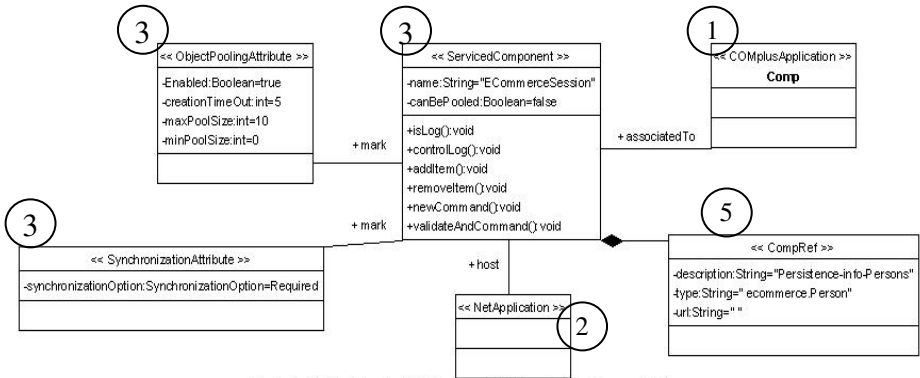 3
<< ObjectPoolingAttribute >>
-Enabled:Boolean=true
-creationTimeOut:int=5
-maxPoolSize:int=10
-minPoolSize:int=0
3
<< ServicedComponent >>
-name:String="ECommerceSession"
-canBePooled:Boolean=false
+isLog():void
+controlLog():void
+addItem():void
+removeItem():void
+newCommand():void
+validateAndCommand():void
1
<< COMplusApplication >>
Comp
+ mark
+ associatedTo
3
+ mark
<< SynchronizationAttribute >>
-synchronizationOption:SynchronizationOption=Required
+ host
<< NetApplication >>
2
5
<< CompRef >>
-description:String="Persistence-info-Persons"
-type:String=" ecommerce.Person"
-url:String=" "